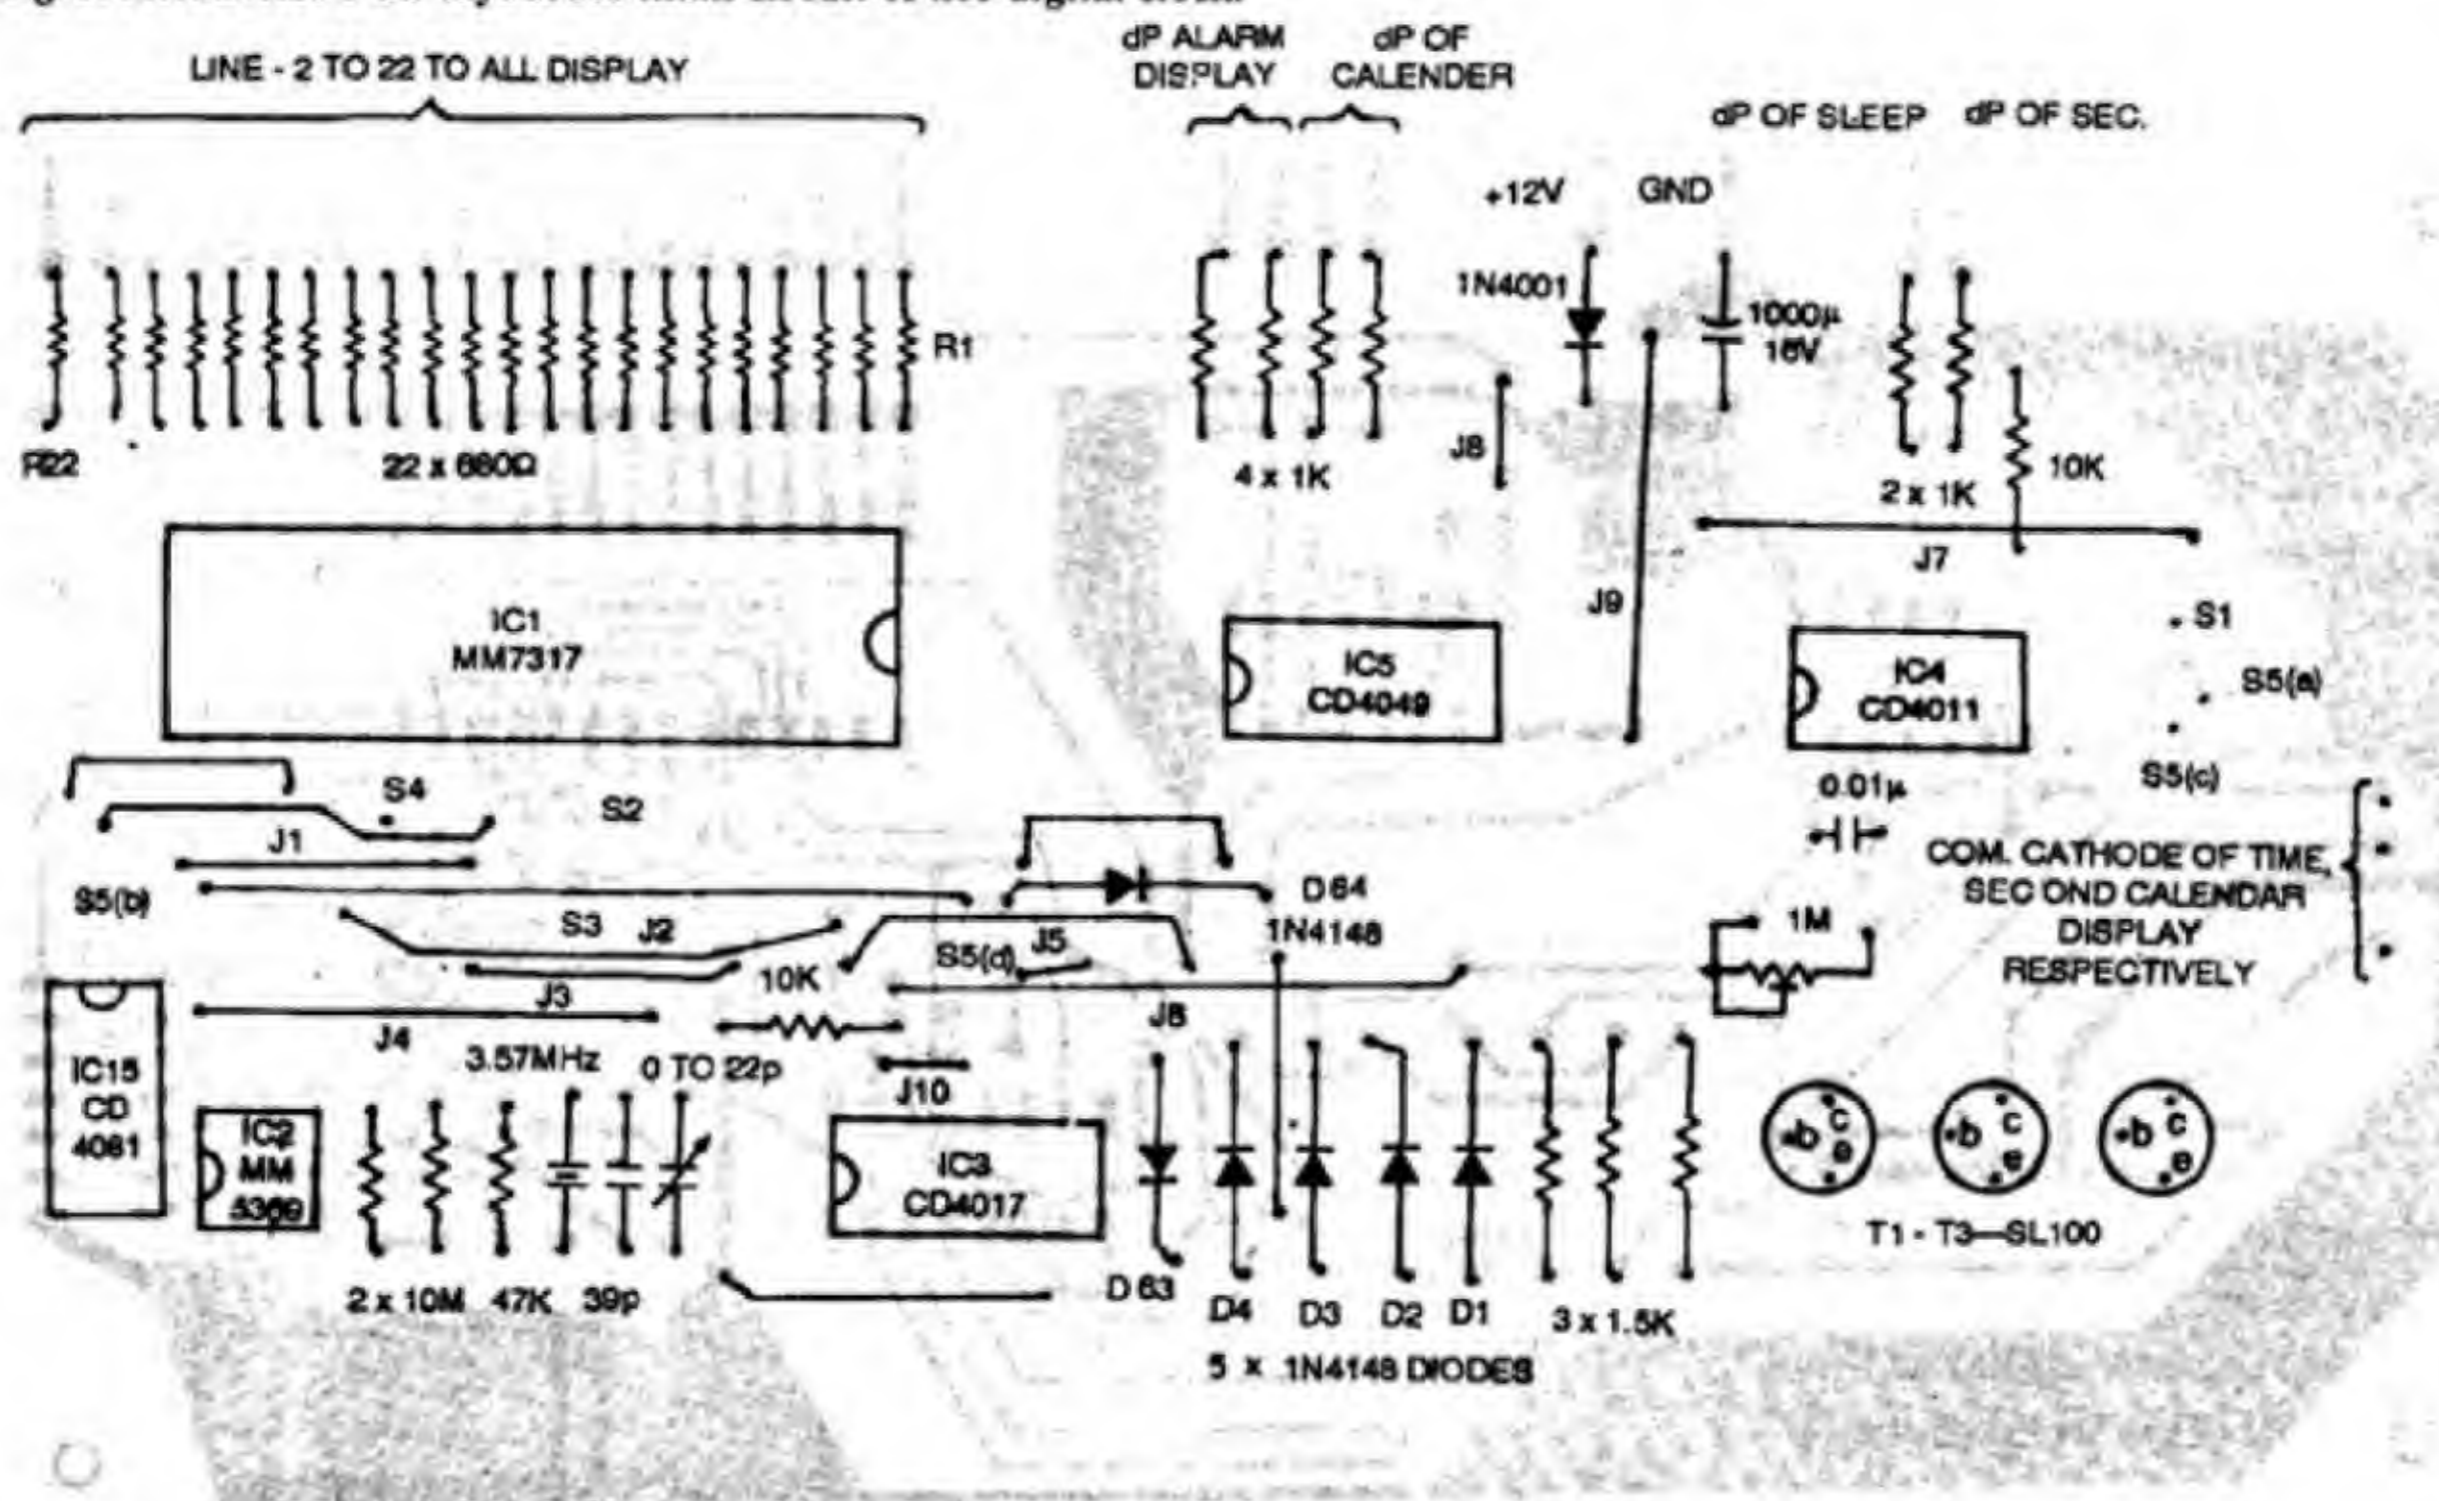 LINE - 2 TO 22 TO ALL DISPLAY
dP ALARM
DISPLAY
dP OF
CALENDER
dP OF SLEEP
dP OF SEC.
+12V
GND
1N4001
1000µ
16V
R1
R22
22 x 680Ω
4 x 1K
J8
2 x 1K
10K
J7
J9
IC1
MM7317
IC5
CD4049
IC4
CD4011
S1
S5(a)
S5(c)
S4
S2
J1
0.01µ
COM. CATHODE OF TIME,
SECOND CALENDAR
DISPLAY
RESPECTIVELY
S5(b)
S3
J2
D64
1N4148
S5(d)
J5
1M
10K
J3
J4
J6
IC15
CD
4081
3.57MHz
0 TO 22p
J10
IC2
MM
5369
IC3
CD4017
b c e
b c e
b c e
T1 - T3—SL100
2 x 10M
47K
39p
D63
D4
D3
D2
D1
3 x 1.5K
5 x 1N4148 DIODES